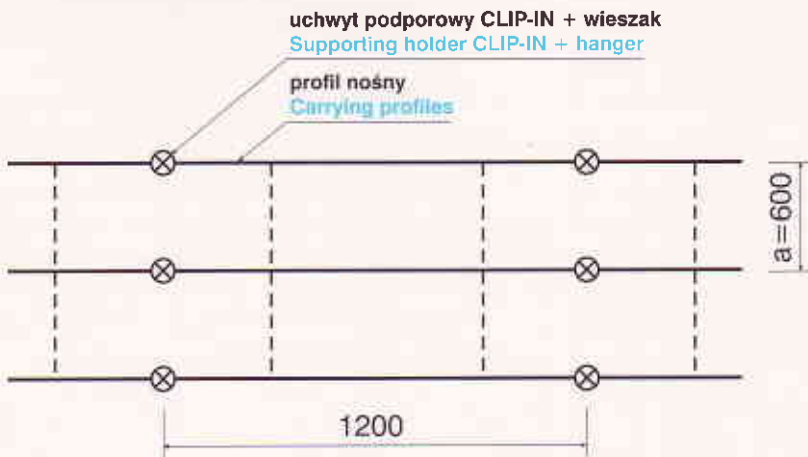 uchwyt podporowy CLIP-IN + wieszak
Supporting holder CLIP-IN + hanger
profil nośny
Carrying profiles
a=600
1200